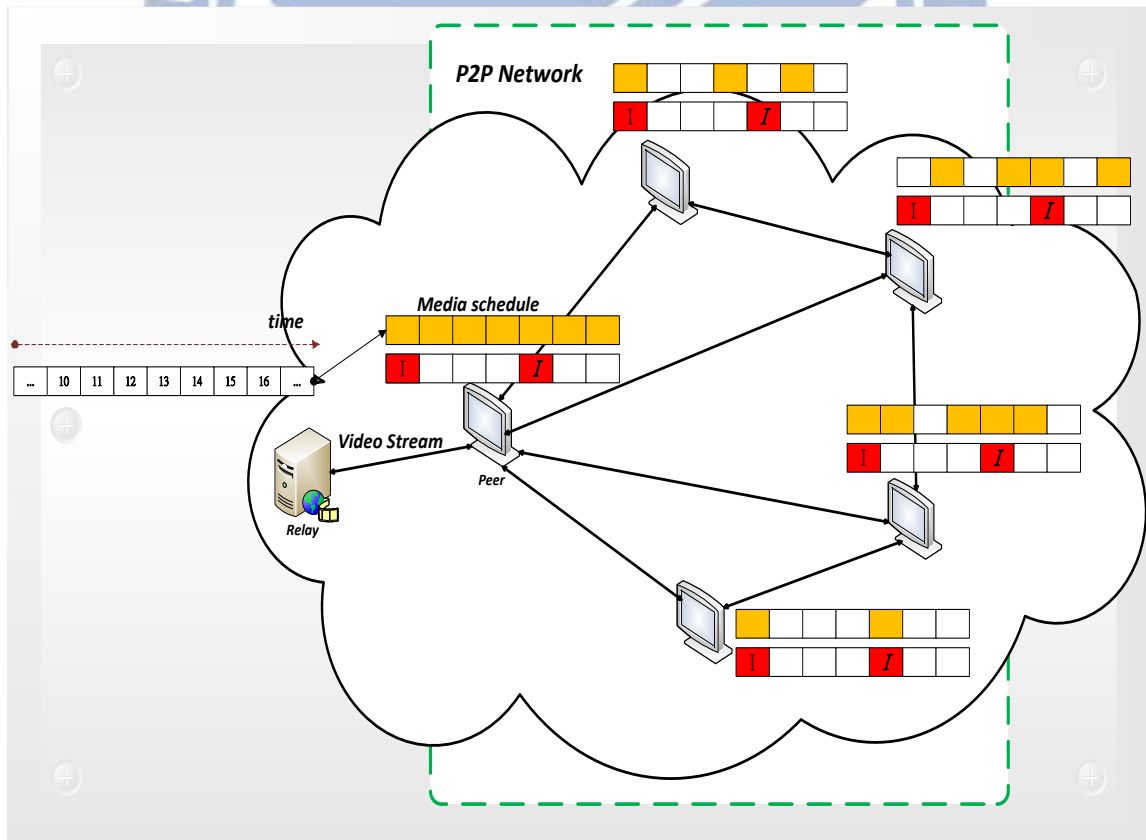 P2P Network
I I
I I
Media schedule
time
I I
... 10 11 12 13 14 15 16 ...
I I
Video Stream
Peer
Relay
I I